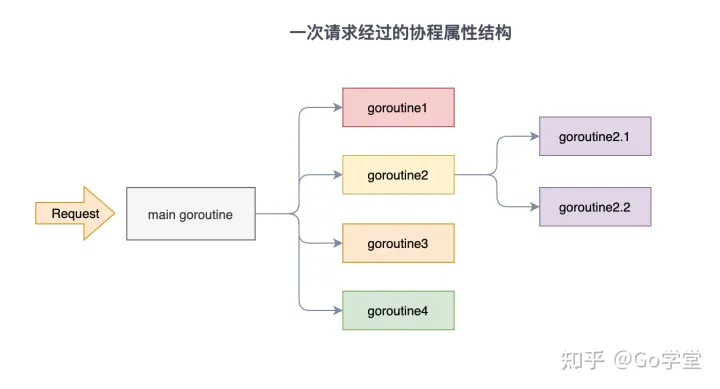 一次请求经过的协程属性结构
Request
main goroutine
goroutine1
goroutine2
goroutine3
goroutine4
goroutine2.1
goroutine2.2
知乎 @Go学堂